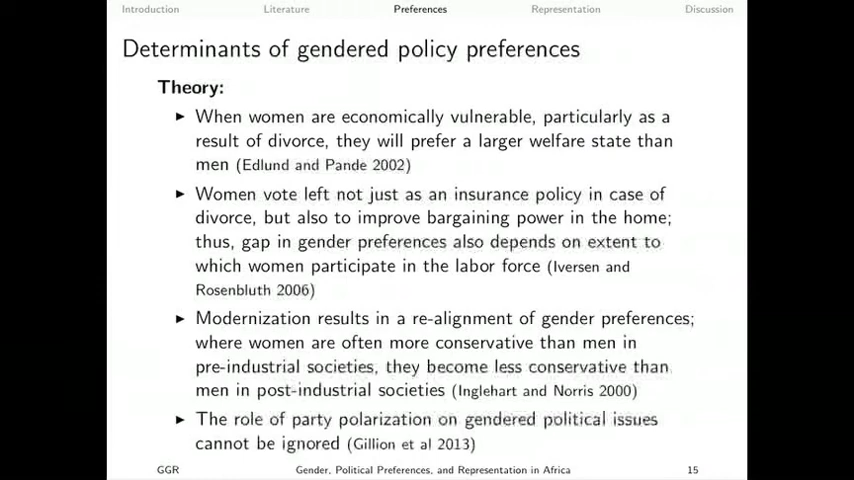 Introduction Literature Preferences Representation Discussion
Determinants of gendered policy preferences
Theory:
▶ When women are economically vulnerable, particularly as a
result of divorce, they will prefer a larger welfare state than
men (Edlund and Pande 2002)
▶ Women vote left not just as an insurance policy in case of
divorce, but also to improve bargaining power in the home;
thus, gap in gender preferences also depends on extent to
which women participate in the labor force (Iversen and
Rosenbluth 2006)
▶ Modernization results in a re-alignment of gender preferences;
where women are often more conservative than men in
pre-industrial societies, they become less conservative than
men in post-industrial societies (Inglehart and Norris 2000)
▶ The role of party polarization on gendered political issues
cannot be ignored (Gillion et al 2013)
GGR Gender, Political Preferences, and Representation in Africa 15